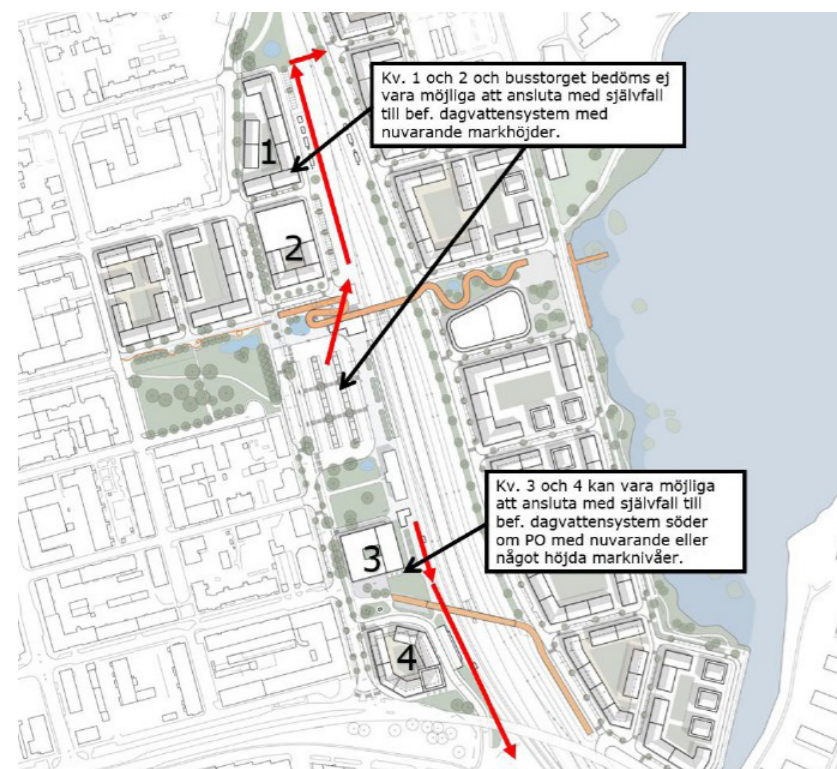 Kv. 1 och 2 och busstorget bedöms ej
vara möjliga att ansluta med självfall
till bef. dagvattensystem med
nuvarande markhöjder.
1
2
Kv. 3 och 4 kan vara möjliga
att ansluta med självfall till
bef. dagvattensystem söder
om PO med nuvarande eller
något höjda marknivåer.
3
4